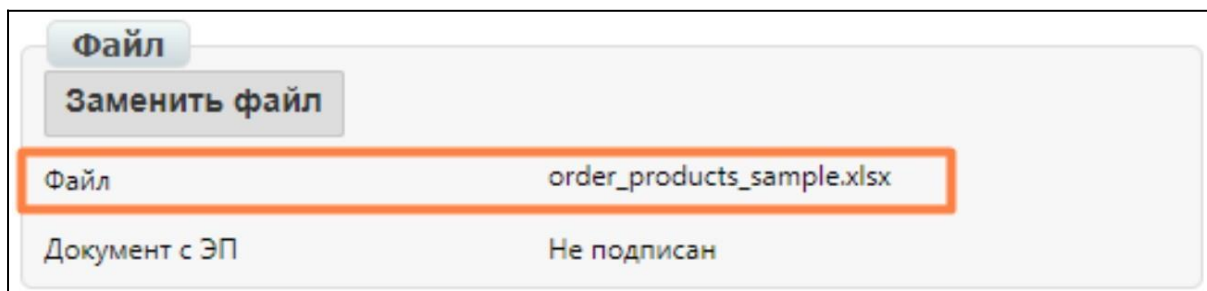 Файл
Заменить файл
Файл order_products_sample.xlsx
Документ с ЭП Не подписан